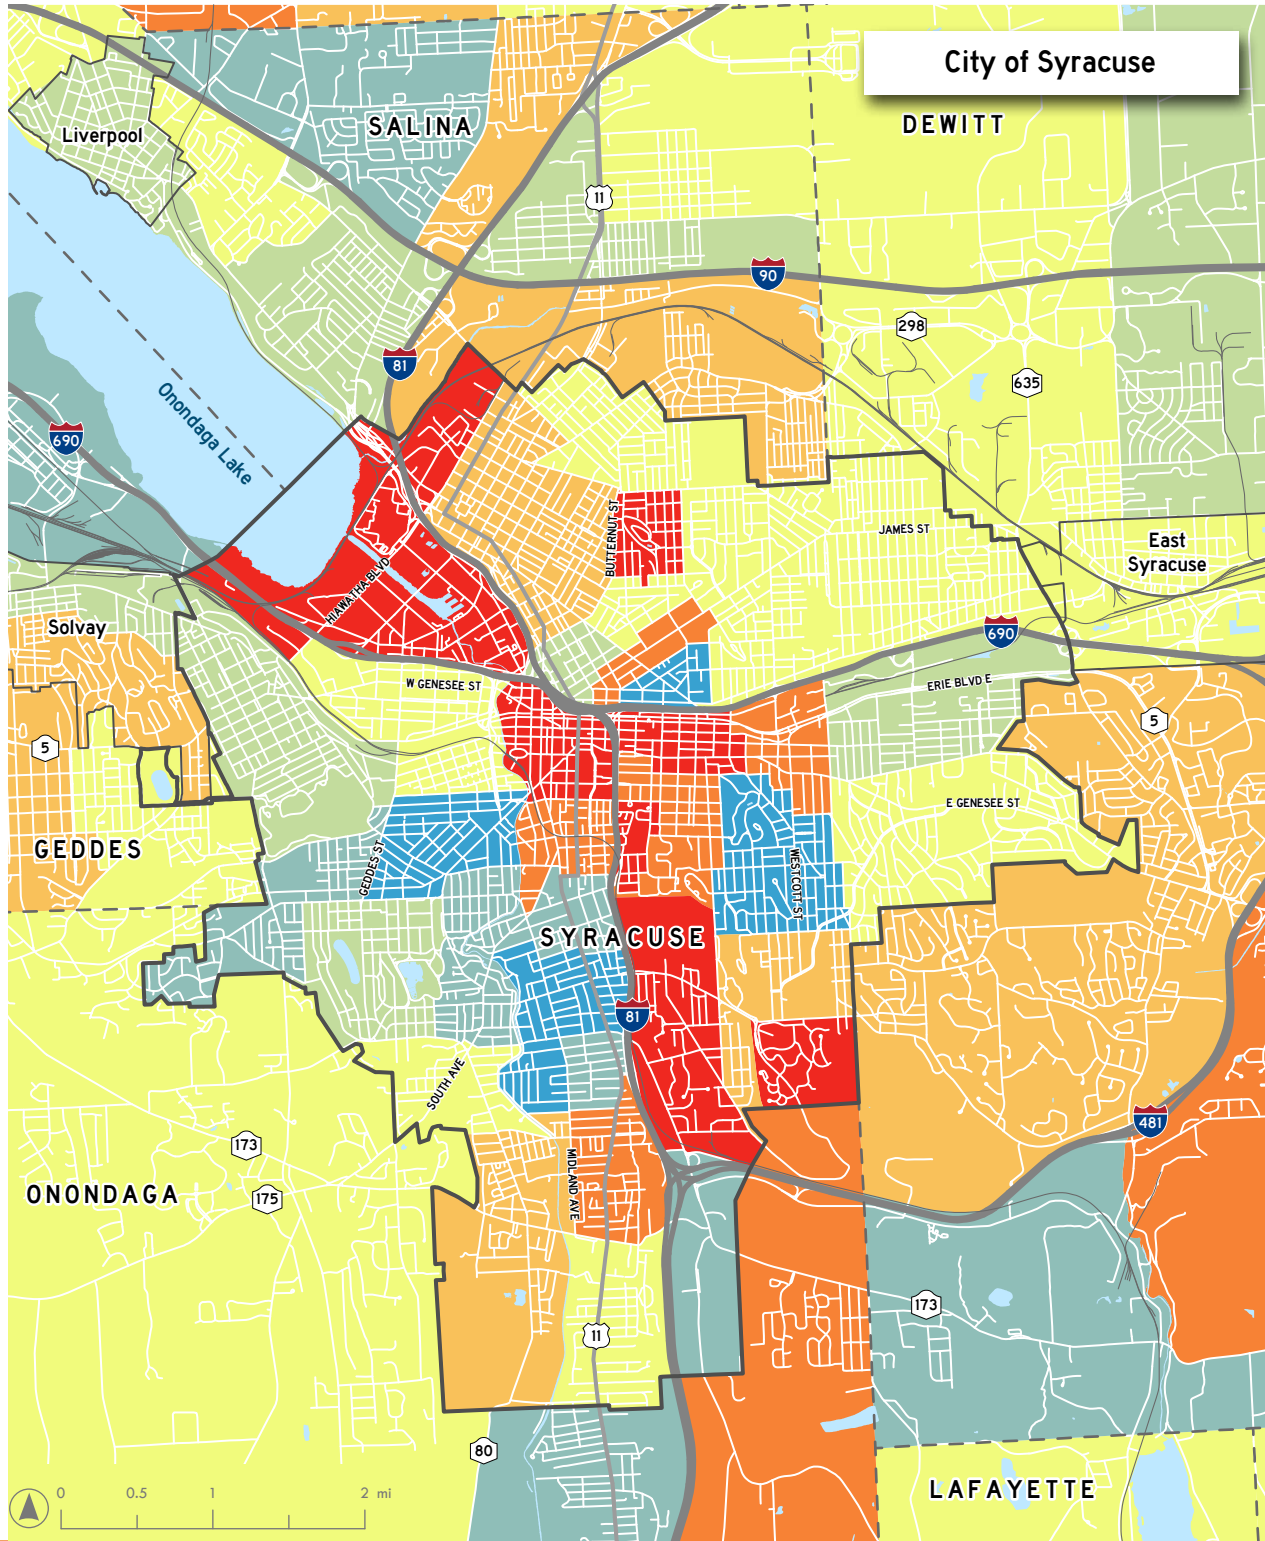 City of Syracuse
SALINA
DEWITT
Liverpool
11
90
298
81
635
Onondaga Lake
690
BUTTERNUT ST
JAMES ST
East
Syracuse
HIAWATHA BLVD
Solvay
690
W GENESEE ST
ERIE BLVD E
5
5
E GENESEE ST
GEDDES
GEDDES ST
WESTCOTT ST
SYRACUSE
81
SOUTH AVE
481
173
MIDLAND AVE
ONONDAGA
175
173
11
80
LAFAYETTE
0 0.5 1 2 mi